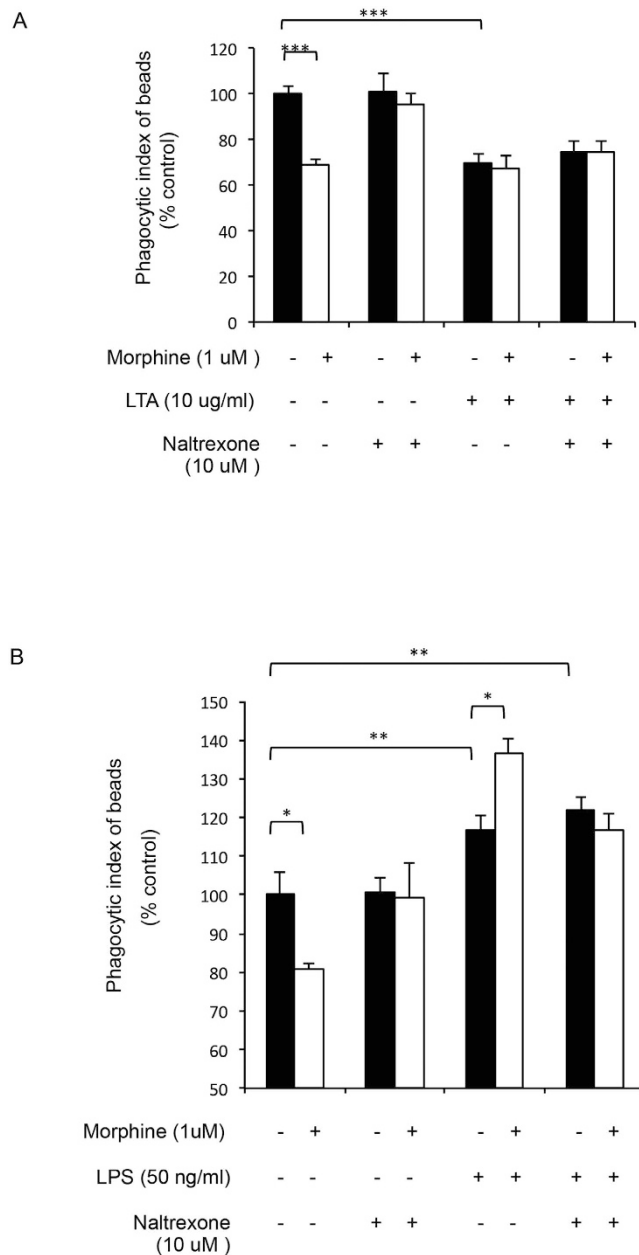 A
***
***
120
100
80
60
40
20
0
Phagocytic index of beads
(% control)
Morphine (1 uM ) - + - + - + - +
LTA (10 ug/ml) - - - - + + + +
Naltrexone - - + + - - + +
(10 uM )
B
**
*
**
*
150
140
130
120
110
100
90
80
70
60
50
Phagocytic index of beads
(% control)
Morphine (1uM) - + - + - + - +
LPS (50 ng/ml) - - - - + + + +
Naltrexone - - + + - - + +
(10 uM )